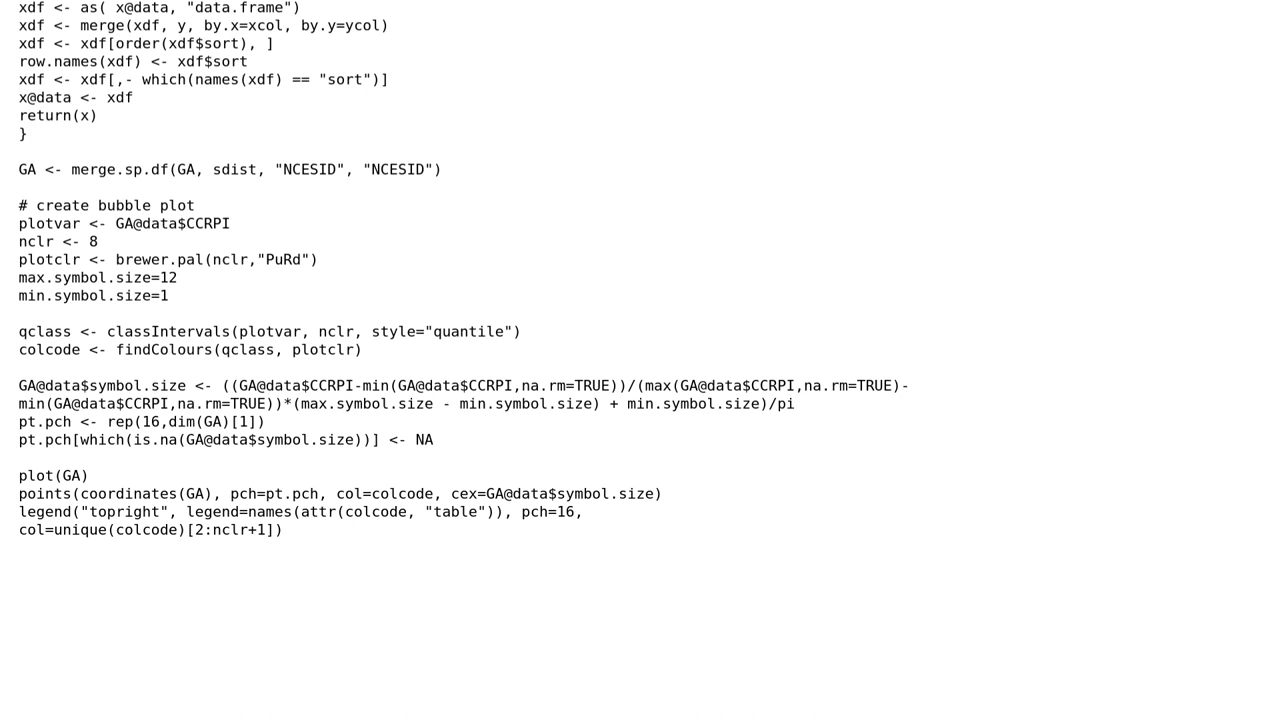 xdf <- as( x@data, "data.frame")
xdf <- merge(xdf, y, by.x=xcol, by.y=ycol)
xdf <- xdf[order(xdf$sort), ]
row.names(xdf) <- xdf$sort
xdf <- xdf[,- which(names(xdf) == "sort")]
x@data <- xdf
return(x)
}
GA <- merge.sp.df(GA, sdist, "NCESID", "NCESID")
# create bubble plot
plotvar <- GA@data$CCRPI
nclr <- 8
plotclr <- brewer.pal(nclr,"PuRd")
max.symbol.size=12
min.symbol.size=1
qclass <- classIntervals(plotvar, nclr, style="quantile")
colcode <- findColours(qclass, plotclr)
GA@data$symbol.size <- ((GA@data$CCRPI-min(GA@data$CCRPI,na.rm=TRUE))/(max(GA@data$CCRPI,na.rm=TRUE)-
min(GA@data$CCRPI,na.rm=TRUE))*(max.symbol.size - min.symbol.size) + min.symbol.size)/pi
pt.pch <- rep(16,dim(GA)[1])
pt.pch[which(is.na(GA@data$symbol.size))] <- NA
plot(GA)
points(coordinates(GA), pch=pt.pch, col=colcode, cex=GA@data$symbol.size)
legend("topright", legend=names(attr(colcode, "table")), pch=16,
col=unique(colcode)[2:nclr+1])